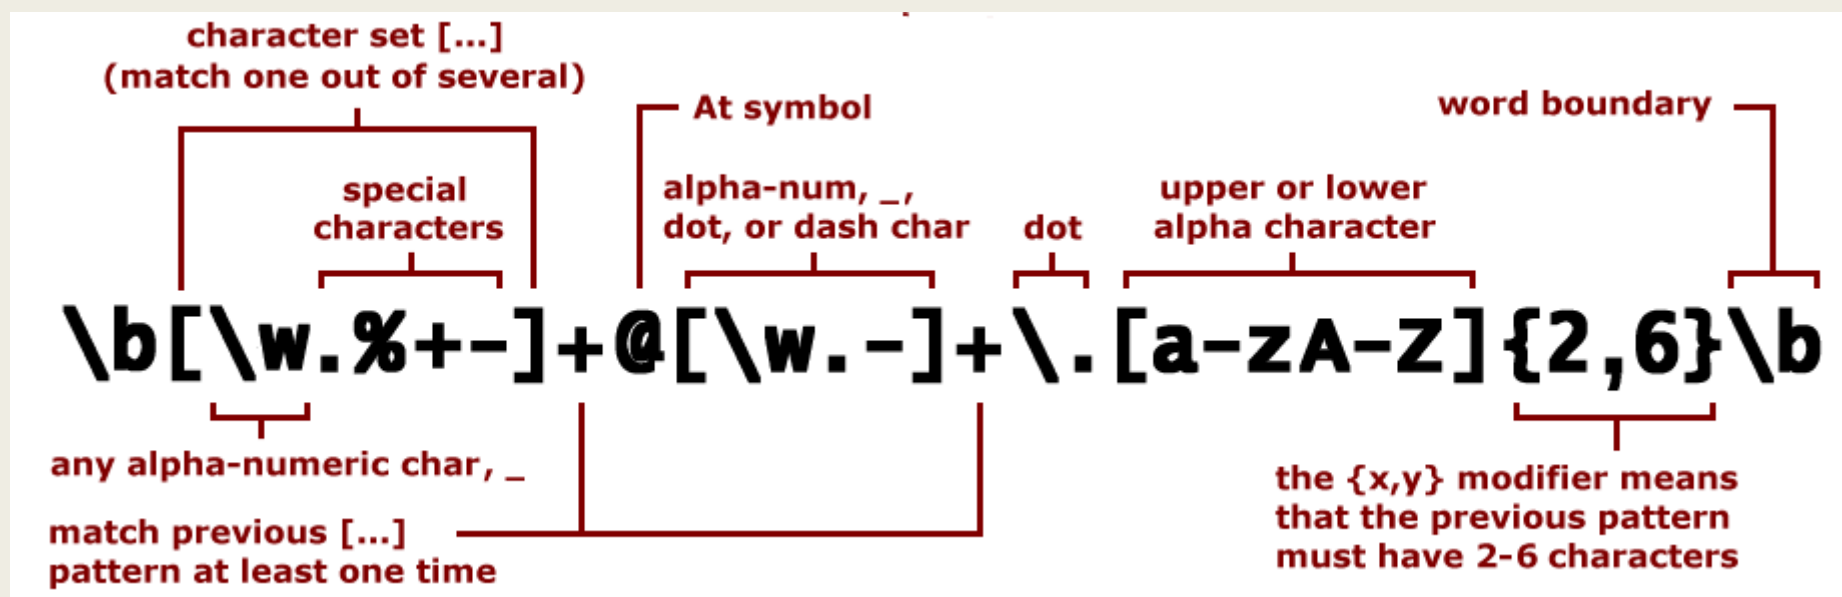 character set [...]
(match one out of several)
At symbol
word boundary
special
characters
alpha-num, _,
dot, or dash char
dot
upper or lower
alpha character
\b[\w.%+-]+@[\w.-]+\.[a-zA-Z]{2,6}\b
any alpha-numeric char, _
match previous [...]
pattern at least one time
the {x,y} modifier means
that the previous pattern
must have 2-6 characters